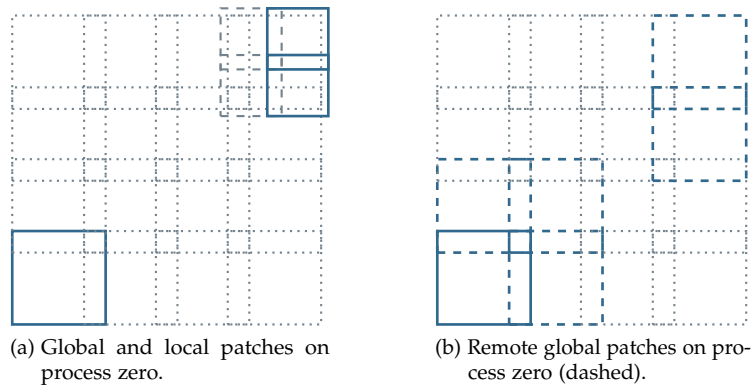 (a) Global and local patches on
process zero.
(b) Remote global patches on pro-
cess zero (dashed).